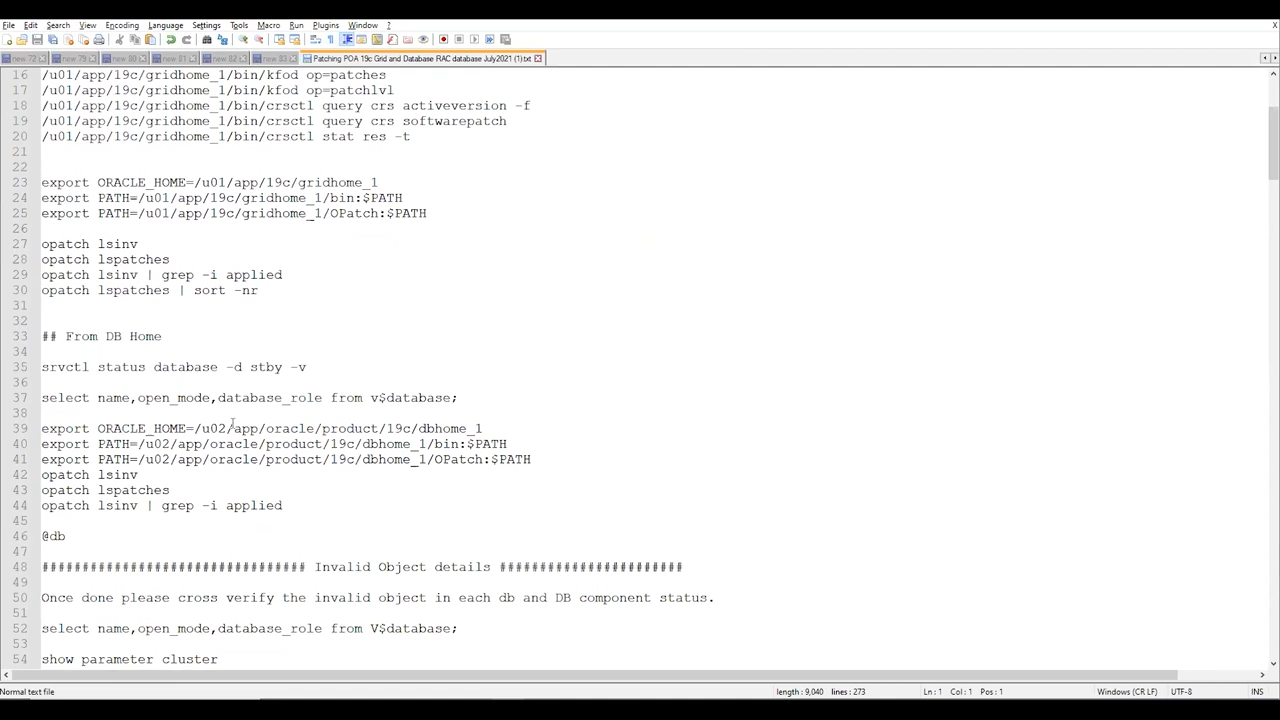 File Edit Search View Encoding Language Settings Tools Macro Run Plugins Window ? X
new 72 new 79 new 80 new 81 new 82 new 83 Patching POA 19c Grid and Database RAC database July2021 (1).txt
16 /u01/app/19c/gridhome_1/bin/kfod op=patches
17 /u01/app/19c/gridhome_1/bin/kfod op=patchlvl
18 /u01/app/19c/gridhome_1/bin/crsctl query crs activeversion -f
19 /u01/app/19c/gridhome_1/bin/crsctl query crs softwarepatch
20 /u01/app/19c/gridhome_1/bin/crsctl stat res -t
21
22
23 export ORACLE_HOME=/u01/app/19c/gridhome_1
24 export PATH=/u01/app/19c/gridhome_1/bin:$PATH
25 export PATH=/u01/app/19c/gridhome_1/OPatch:$PATH
26
27 opatch lsinv
28 opatch lspatches
29 opatch lsinv | grep -i applied
30 opatch lspatches | sort -nr
31
32
33 ## From DB Home
34
35 srvctl status database -d stby -v
36
37 select name,open_mode,database_role from v$database;
38
39 export ORACLE_HOME=/u02/app/oracle/product/19c/dbhome_1
40 export PATH=/u02/app/oracle/product/19c/dbhome_1/bin:$PATH
41 export PATH=/u02/app/oracle/product/19c/dbhome_1/OPatch:$PATH
42 opatch lsinv
43 opatch lspatches
44 opatch lsinv | grep -i applied
45
46 @db
47
48 ################################# Invalid Object details #######################
49
50 Once done please cross verify the invalid object in each db and DB component status.
51
52 select name,open_mode,database_role from V$database;
53
54 show parameter cluster
Normal text file length : 9,040 lines : 273 Ln : 1 Col : 1 Pos : 1 Windows (CR LF) UTF-8 INS